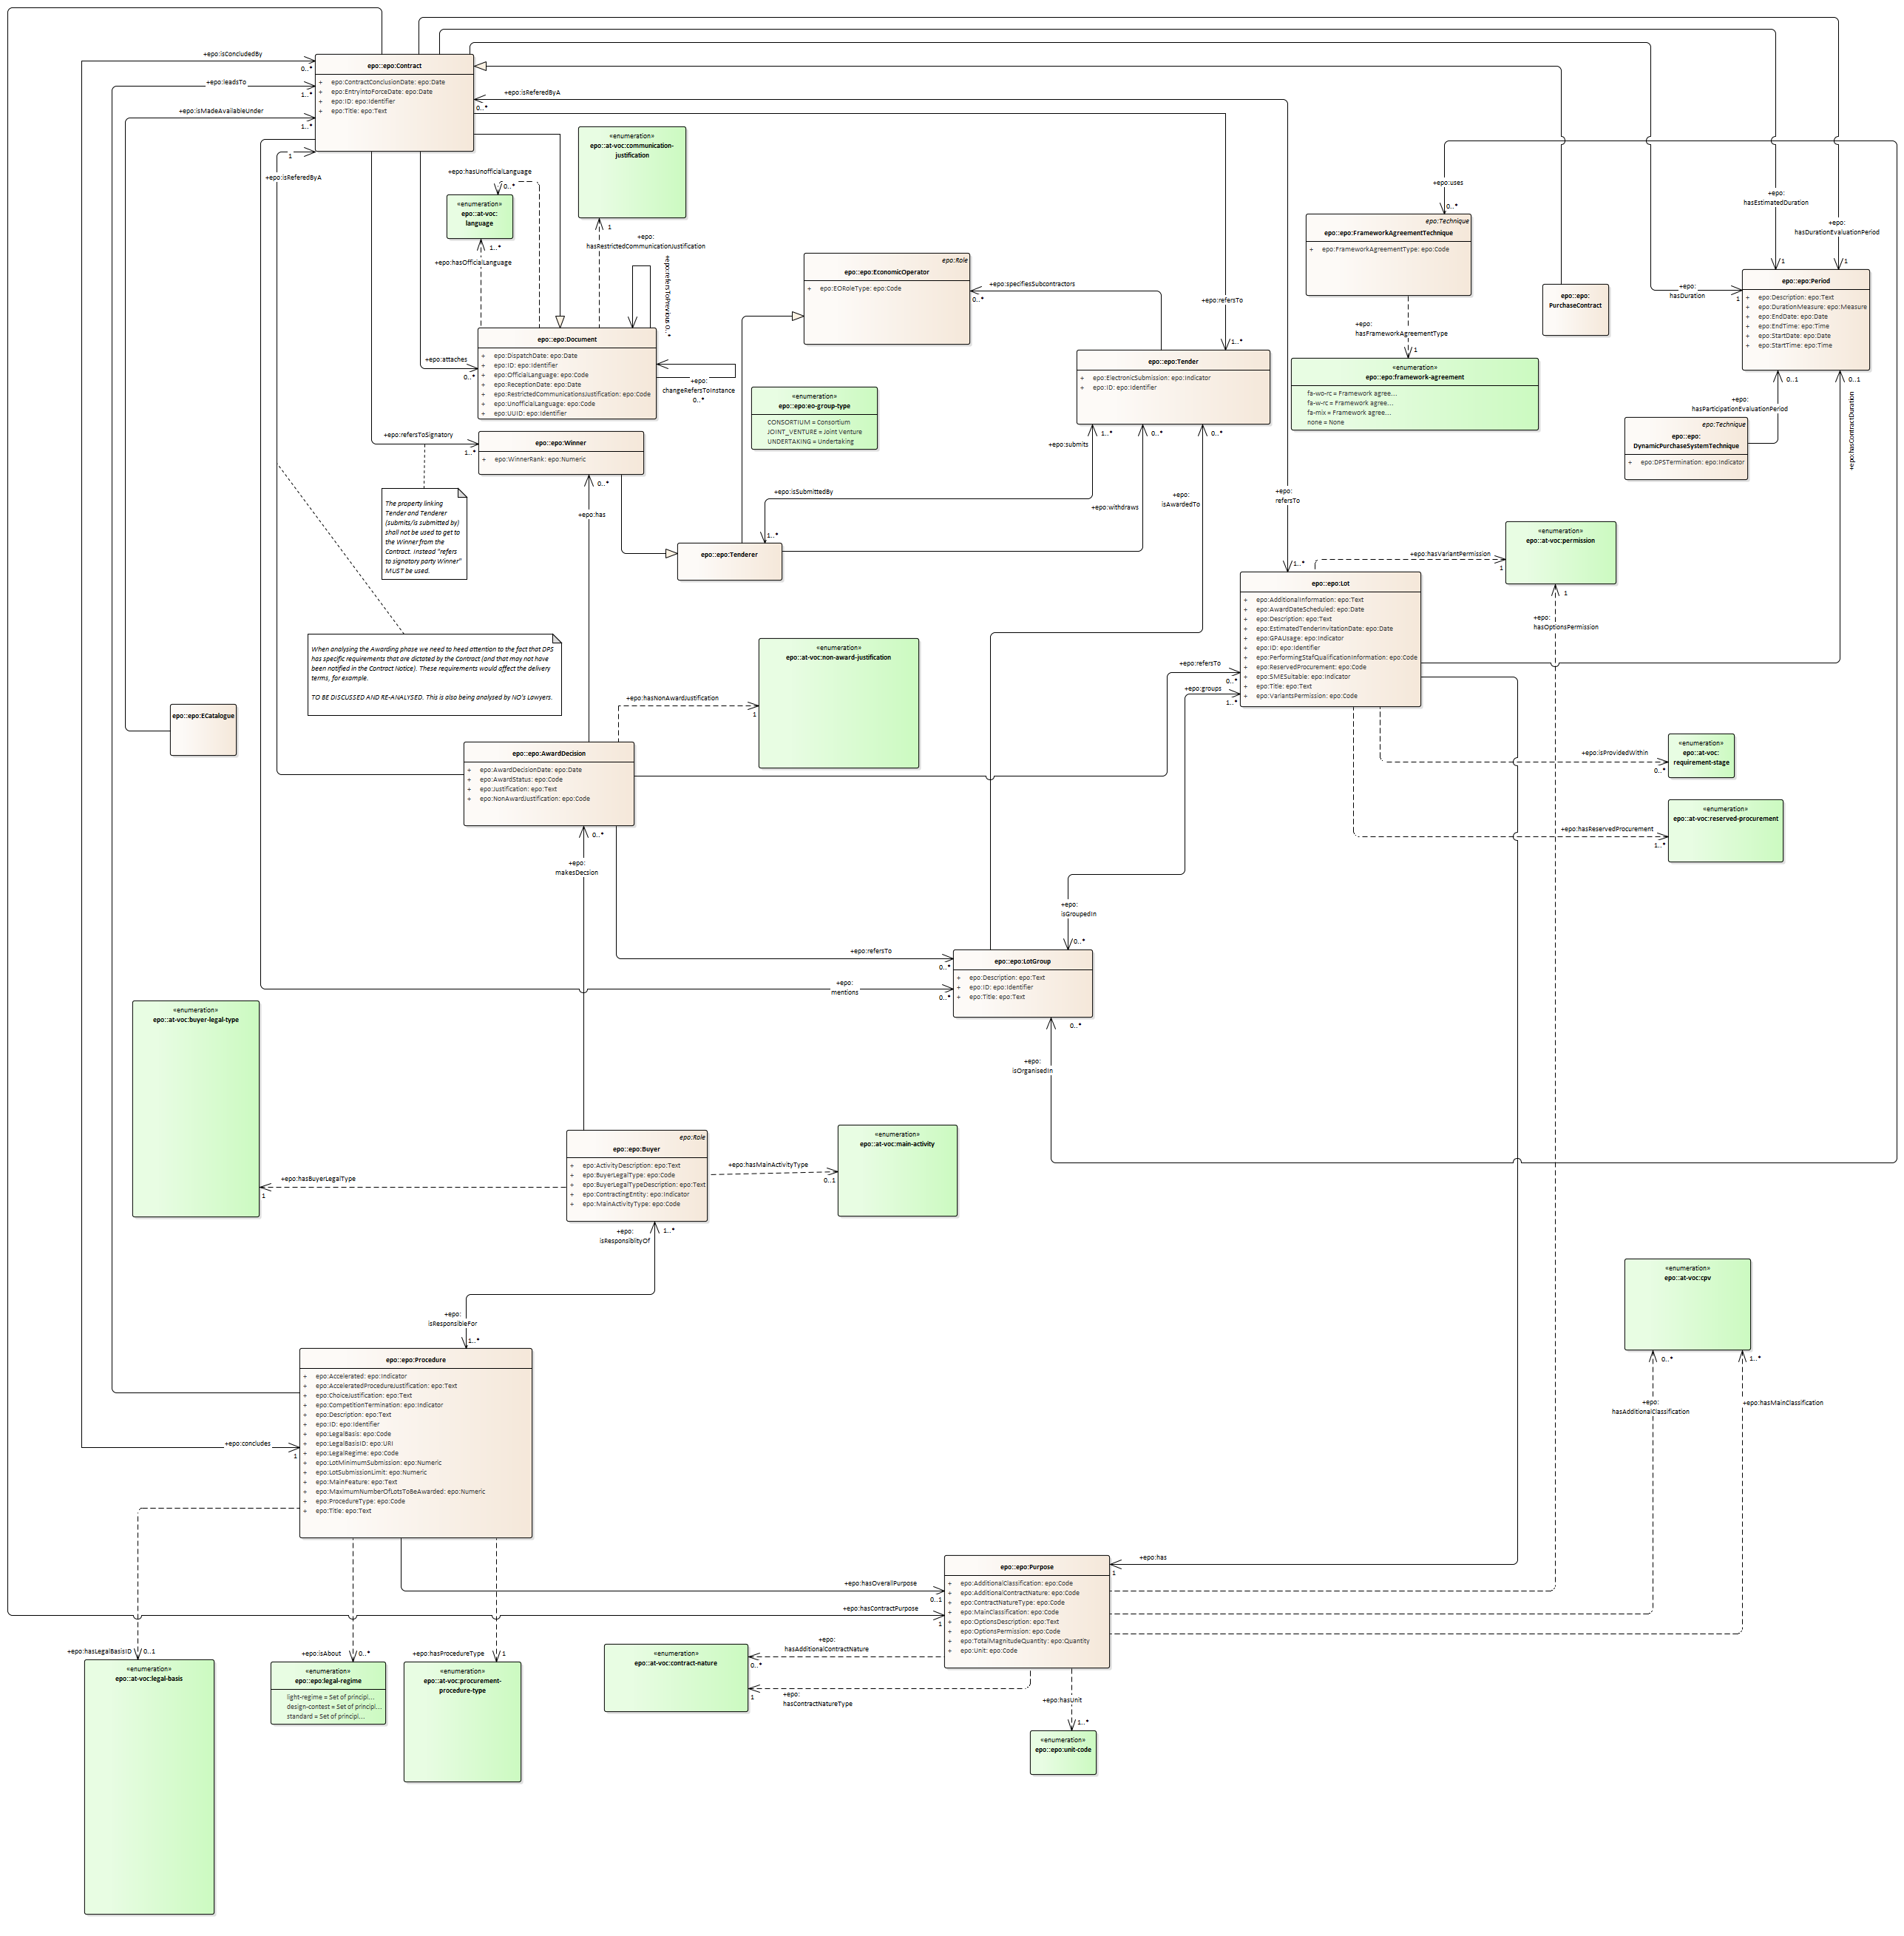 +epo:isConcludedBy
0..*
+epo:leadsTo
1..*
+epo:isMadeAvailableUnder
1..*
1
+epo:isReferedByA
epo::epo:Contract
+ epo:ContractConclusionDate: epo:Date
+ epo:EntryintoForceDate: epo:Date
+ epo:ID: epo:Identifier
+ epo:Title: epo:Text
+epo:isReferedByA
0..*
«enumeration»
epo::at-voc:communication-
justification
+epo:hasUnofficialLanguage
0..*
«enumeration»
epo::at-voc:
language
1..*
+epo:hasOfficialLanguage
1
+epo:
hasRestrictedCommunicationJustification
+epo:refersToPrevious 0..*
epo::epo:Document
+ epo:DispatchDate: epo:Date
+ epo:ID: epo:Identifier
+ epo:OfficialLanguage: epo:Code
+ epo:ReceptionDate: epo:Date
+ epo:RestrictedCommunicationsJustification: epo:Code
+ epo:UnofficialLanguage: epo:Code
+ epo:UUID: epo:Identifier
+epo:attaches
0..*
+epo:
changeRefersToInstance
0..*
epo:Role
epo::epo:EconomicOperator
+ epo:EORoleType: epo:Code
+epo:specifiesSubcontractors
0..*
+epo:refersTo
1..*
+epo:uses
0..*
epo:Technique
epo::epo:FrameworkAgreementTechnique
+ epo:FrameworkAgreementType: epo:Code
+epo:
hasFrameworkAgreementType
1
«enumeration»
epo::epo:framework-agreement
fa-wo-rc = Framework agree...
fa-w-rc = Framework agree...
fa-mix = Framework agree...
none = None
epo::epo:
PurchaseContract
+epo:
hasEstimatedDuration
1
+epo:
hasDurationEvaluationPeriod
1
+epo:
hasDuration
1
epo::epo:Period
+ epo:Description: epo:Text
+ epo:DurationMeasure: epo:Measure
+ epo:EndDate: epo:Date
+ epo:EndTime: epo:Time
+ epo:StartDate: epo:Date
+ epo:StartTime: epo:Time
0..1
0..1
+epo:
hasParticipationEvaluationPeriod
+epo:hasContractDuration
epo:Technique
epo::epo:
DynamicPurchaseSystemTechnique
+ epo:DPSTermination: epo:Indicator
epo::epo:Tender
+ epo:ElectronicSubmission: epo:Indicator
+ epo:ID: epo:Identifier
+epo:submits
1..*
0..*
0..*
«enumeration»
epo::epo:eo-group-type
CONSORTIUM = Consortium
JOINT_VENTURE = Joint Venture
UNDERTAKING = Undertaking
+epo:refersToSignatory
1..*
epo::epo:Winner
+ epo:WinnerRank: epo:Numeric
0..*
+epo:has
The property linking
Tender and Tenderer
(submits/is submitted by)
shall not be used to get to
the Winner from the
Contract. Instead "refers
to signatory party Winner"
MUST be used.
+epo:isSubmittedBy
1..*
+epo:withdraws
+epo:
isAwardedTo
+epo:
refersTo
1..*
epo::epo:Tenderer
«enumeration»
epo::at-voc:permission
+epo:hasVariantPermission
1
1
+epo:
hasOptionsPermission
epo::epo:Lot
+ epo:AdditionalInformation: epo:Text
+ epo:AwardDateScheduled: epo:Date
+ epo:Description: epo:Text
+ epo:EstimatedTenderInvitationDate: epo:Date
+ epo:GPAUsage: epo:Indicator
+ epo:ID: epo:Identifier
+ epo:PerformingStafQualificationInformation: epo:Code
+ epo:ReservedProcurement: epo:Code
+ epo:SMESuitable: epo:Indicator
+ epo:Title: epo:Text
+ epo:VariantsPermission: epo:Code
When analysing the Awarding phase we need to heed attention to the fact that DPS
has specific requirements that are dictated by the Contract (and that may not have
been notified in the Contract Notice). These requirements would affect the delivery
terms, for example.
TO BE DISCUSSED AND RE-ANALYSED. This is also being analysed by NO's Lawyers.
«enumeration»
epo::at-voc:non-award-justification
+epo:hasNonAwardJustification
1
+epo:refersTo
0..*
+epo:groups
1..*
epo::epo:ECatalogue
epo::epo:AwardDecision
+ epo:AwardDecisionDate: epo:Date
+ epo:AwardStatus: epo:Code
+ epo:Justification: epo:Text
+ epo:NonAwardJustification: epo:Code
«enumeration»
epo::at-voc:
requirement-stage
+epo:isProvidedWithin
0..*
«enumeration»
epo::at-voc:reserved-procurement
+epo:hasReservedProcurement
1..*
0..*
+epo:
makesDecsion
+epo:
isGroupedIn
0..*
+epo:refersTo
0..*
+epo:
mentions
0..*
epo::epo:LotGroup
+ epo:Description: epo:Text
+ epo:ID: epo:Identifier
+ epo:Title: epo:Text
0..*
+epo:
isOrganisedIn
«enumeration»
epo::at-voc:buyer-legal-type
+epo:hasBuyerLegalType
1
epo:Role
epo::epo:Buyer
+ epo:ActivityDescription: epo:Text
+ epo:BuyerLegalType: epo:Code
+ epo:BuyerLegalTypeDescription: epo:Text
+ epo:ContractingEntity: epo:Indicator
+ epo:MainActivityType: epo:Code
+epo:hasMainActivityType
0..1
«enumeration»
epo::at-voc:main-activity
+epo:
isResponsiblityOf
1..*
+epo:
isResponsibleFor
1..*
«enumeration»
epo::at-voc:cpv
0..*
1..*
+epo:
hasAdditionalClassification
+epo:hasMainClassification
epo::epo:Procedure
+ epo:Accelerated: epo:Indicator
+ epo:AcceleratedProcedureJustification: epo:Text
+ epo:ChoiceJustification: epo:Text
+ epo:CompetitionTermination: epo:Indicator
+ epo:Description: epo:Text
+ epo:ID: epo:Identifier
+ epo:LegalBasis: epo:Code
+ epo:LegalBasisID: epo:URI
+ epo:LegalRegime: epo:Code
+ epo:LotMinimumSubmission: epo:Numeric
+ epo:LotSubmissionLimit: epo:Numeric
+ epo:MainFeature: epo:Text
+ epo:MaximumNumberOfLotsToBeAwarded: epo:Numeric
+ epo:ProcedureType: epo:Code
+ epo:Title: epo:Text
+epo:concludes
1
+epo:has
1
+epo:hasOverallPurpose
0..1
+epo:hasContractPurpose
1
epo::epo:Purpose
+ epo:AdditionalClassification: epo:Code
+ epo:AdditionalContractNature: epo:Code
+ epo:ContractNatureType: epo:Code
+ epo:MainClassification: epo:Code
+ epo:OptionsDescription: epo:Text
+ epo:OptionsPermission: epo:Code
+ epo:TotalMagnitudeQuantity: epo:Quantity
+ epo:Unit: epo:Code
+epo:hasLegalBasisID
0..1
«enumeration»
epo::at-voc:legal-basis
+epo:isAbout
0..*
«enumeration»
epo::epo:legal-regime
light-regime = Set of principl...
design-contest = Set of principl...
standard = Set of principl...
+epo:hasProcedureType
1
«enumeration»
epo::at-voc:procurement-
procedure-type
«enumeration»
epo::at-voc:contract-nature
+epo:
hasAdditionalContractNature
0..*
1
+epo:
hasContractNatureType
+epo:hasUnit
1..*
«enumeration»
epo::epo:unit-code